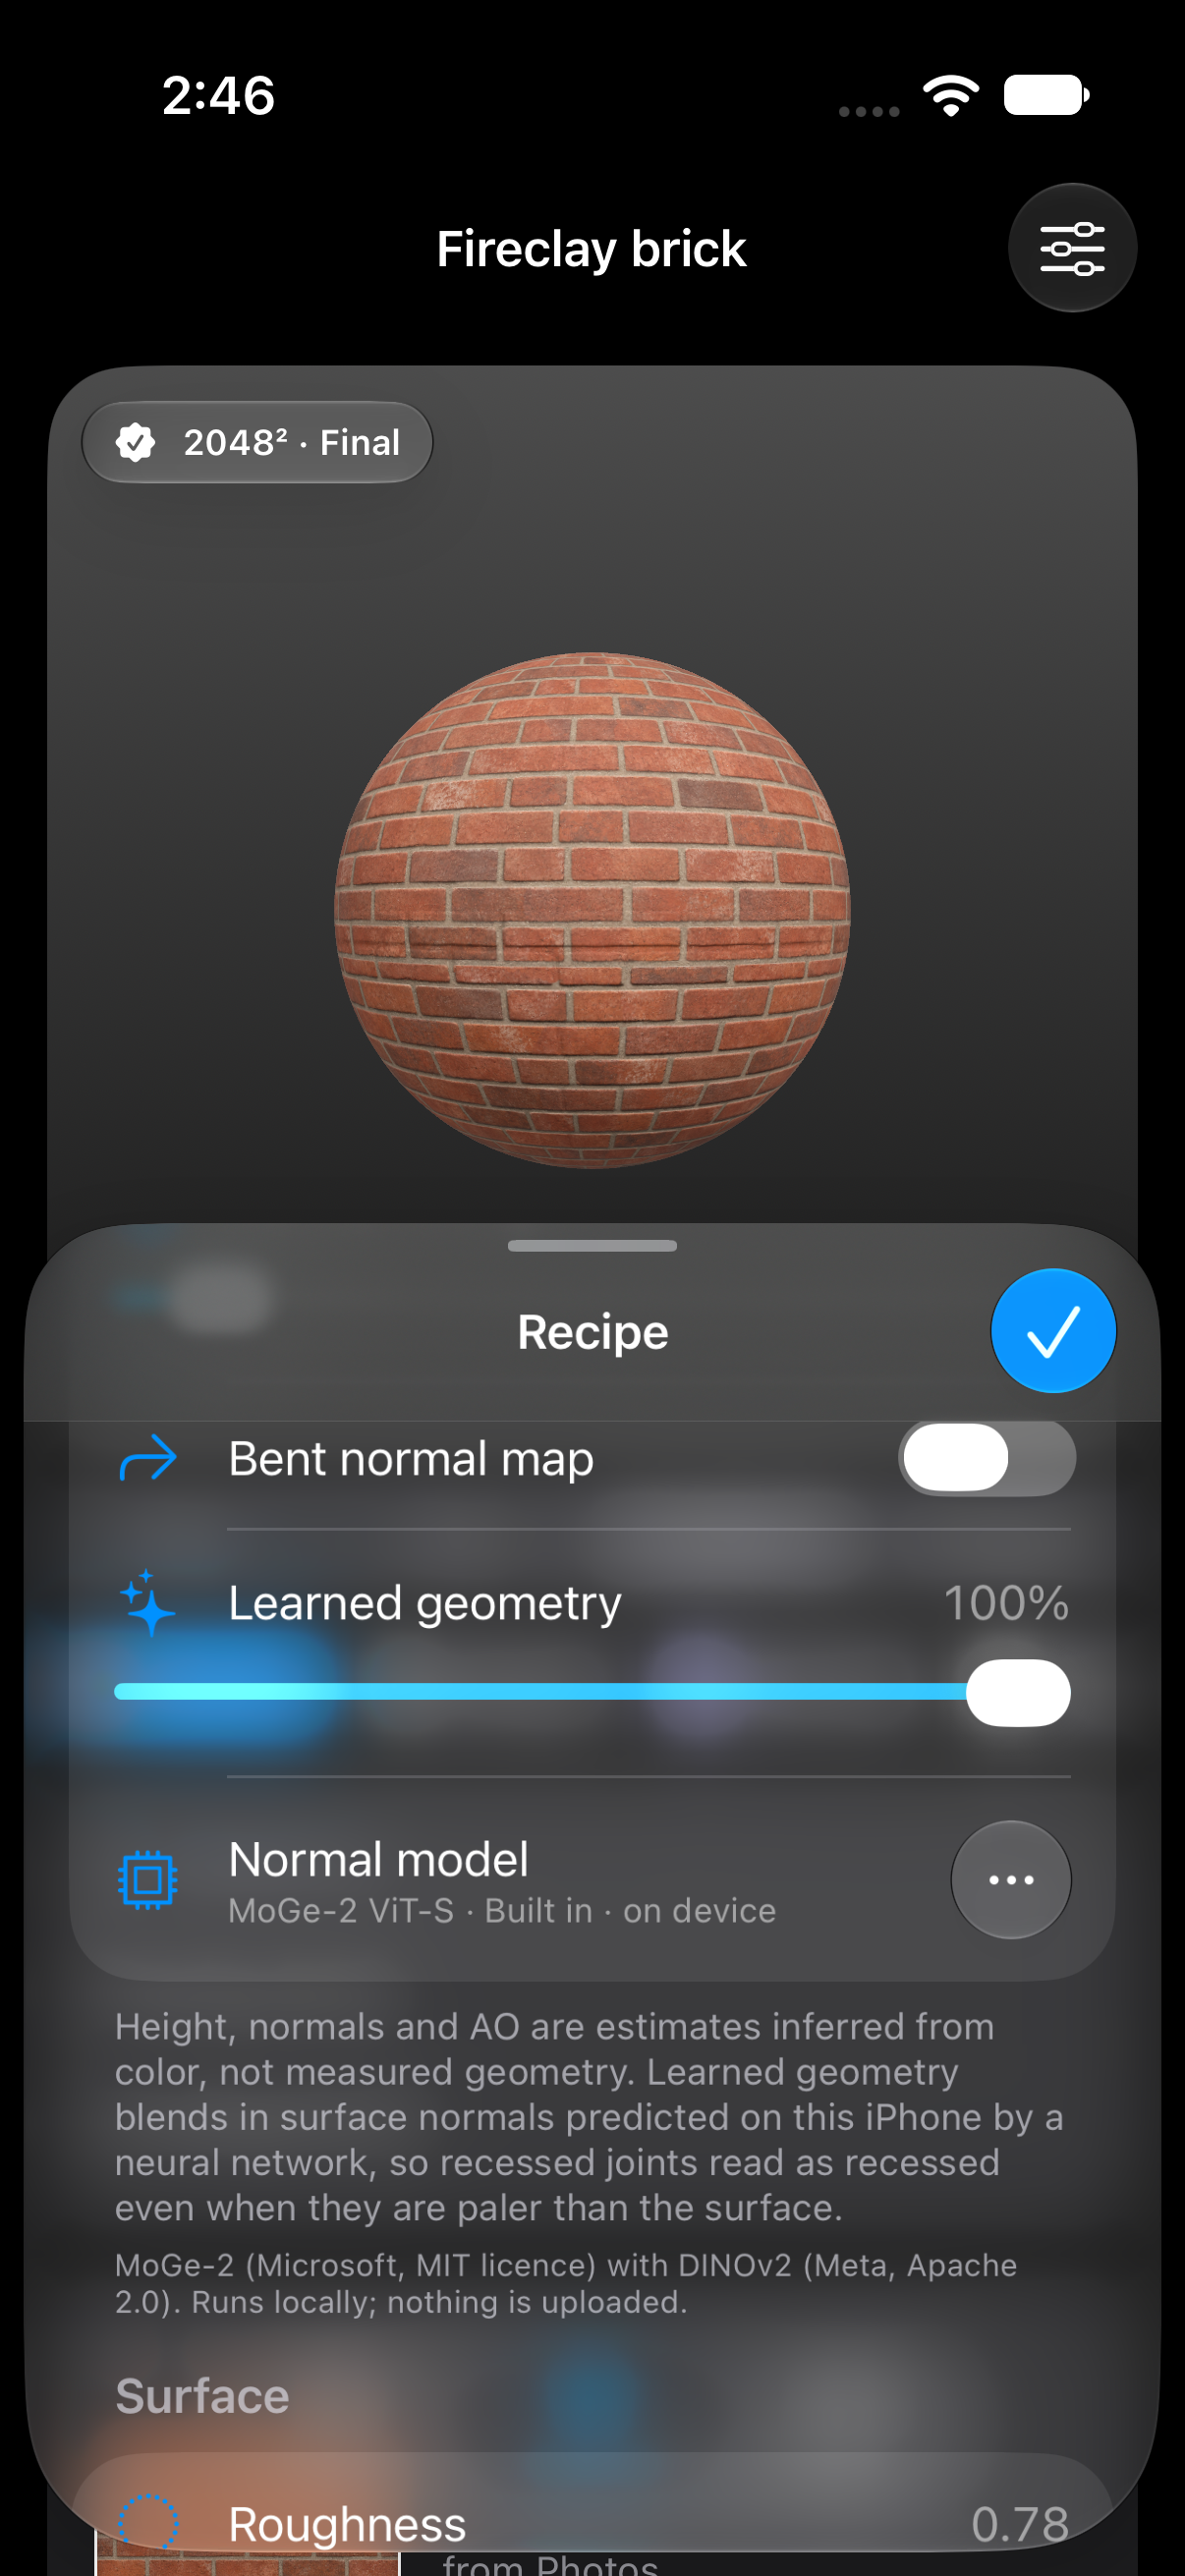 2:46
Fireclay brick
2048² · Final
Recipe
Bent normal map
Learned geometry
100%
Normal model
MoGe-2 ViT-S · Built in · on device
Height, normals and AO are estimates inferred from
color, not measured geometry. Learned geometry
blends in surface normals predicted on this iPhone by a
neural network, so recessed joints read as recessed
even when they are paler than the surface.
MoGe-2 (Microsoft, MIT licence) with DINOv2 (Meta, Apache
2.0). Runs locally; nothing is uploaded.
Surface
Roughness
0.78
from Photos